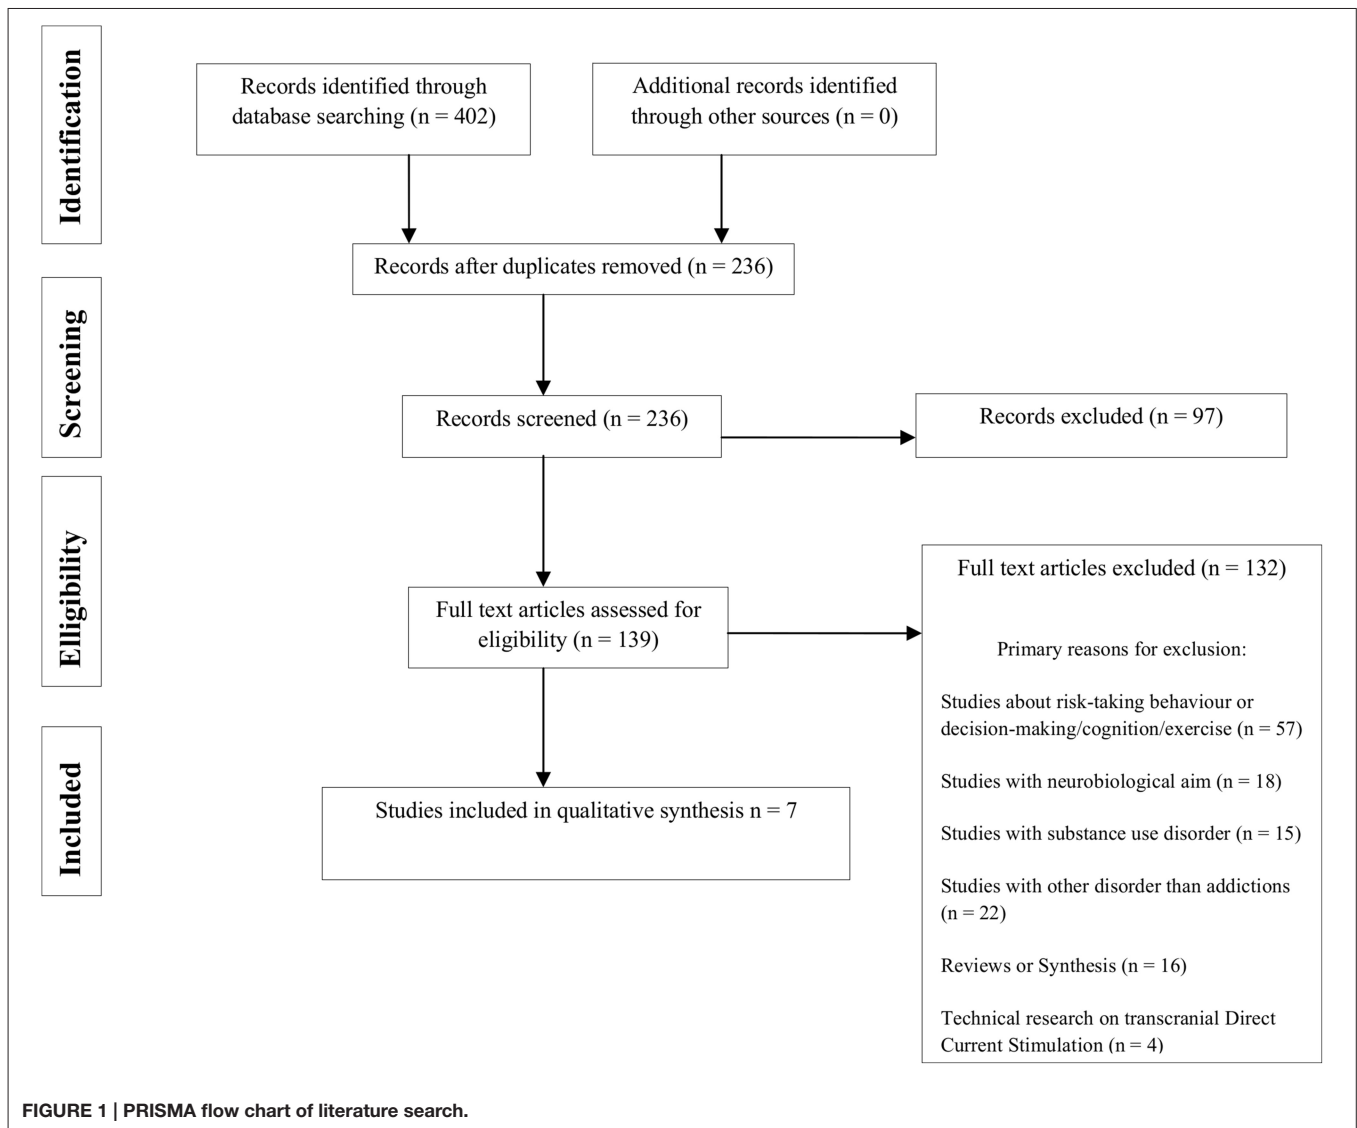 Identification
Records identified through
database searching (n = 402)
Additional records identified
through other sources (n = 0)
Records after duplicates removed (n = 236)
Screening
Records screened (n = 236)
Records excluded (n = 97)
Elligibility
Full text articles assessed for
eligibility (n = 139)
Full text articles excluded (n = 132)
Primary reasons for exclusion:
Studies about risk-taking behaviour or
decision-making/cognition/exercise (n = 57)
Studies with neurobiological aim (n = 18)
Studies with substance use disorder (n = 15)
Studies with other disorder than addictions
(n = 22)
Reviews or Synthesis (n = 16)
Technical research on transcranial Direct
Current Stimulation (n = 4)
Included
Studies included in qualitative synthesis n = 7
FIGURE 1 | PRISMA flow chart of literature search.